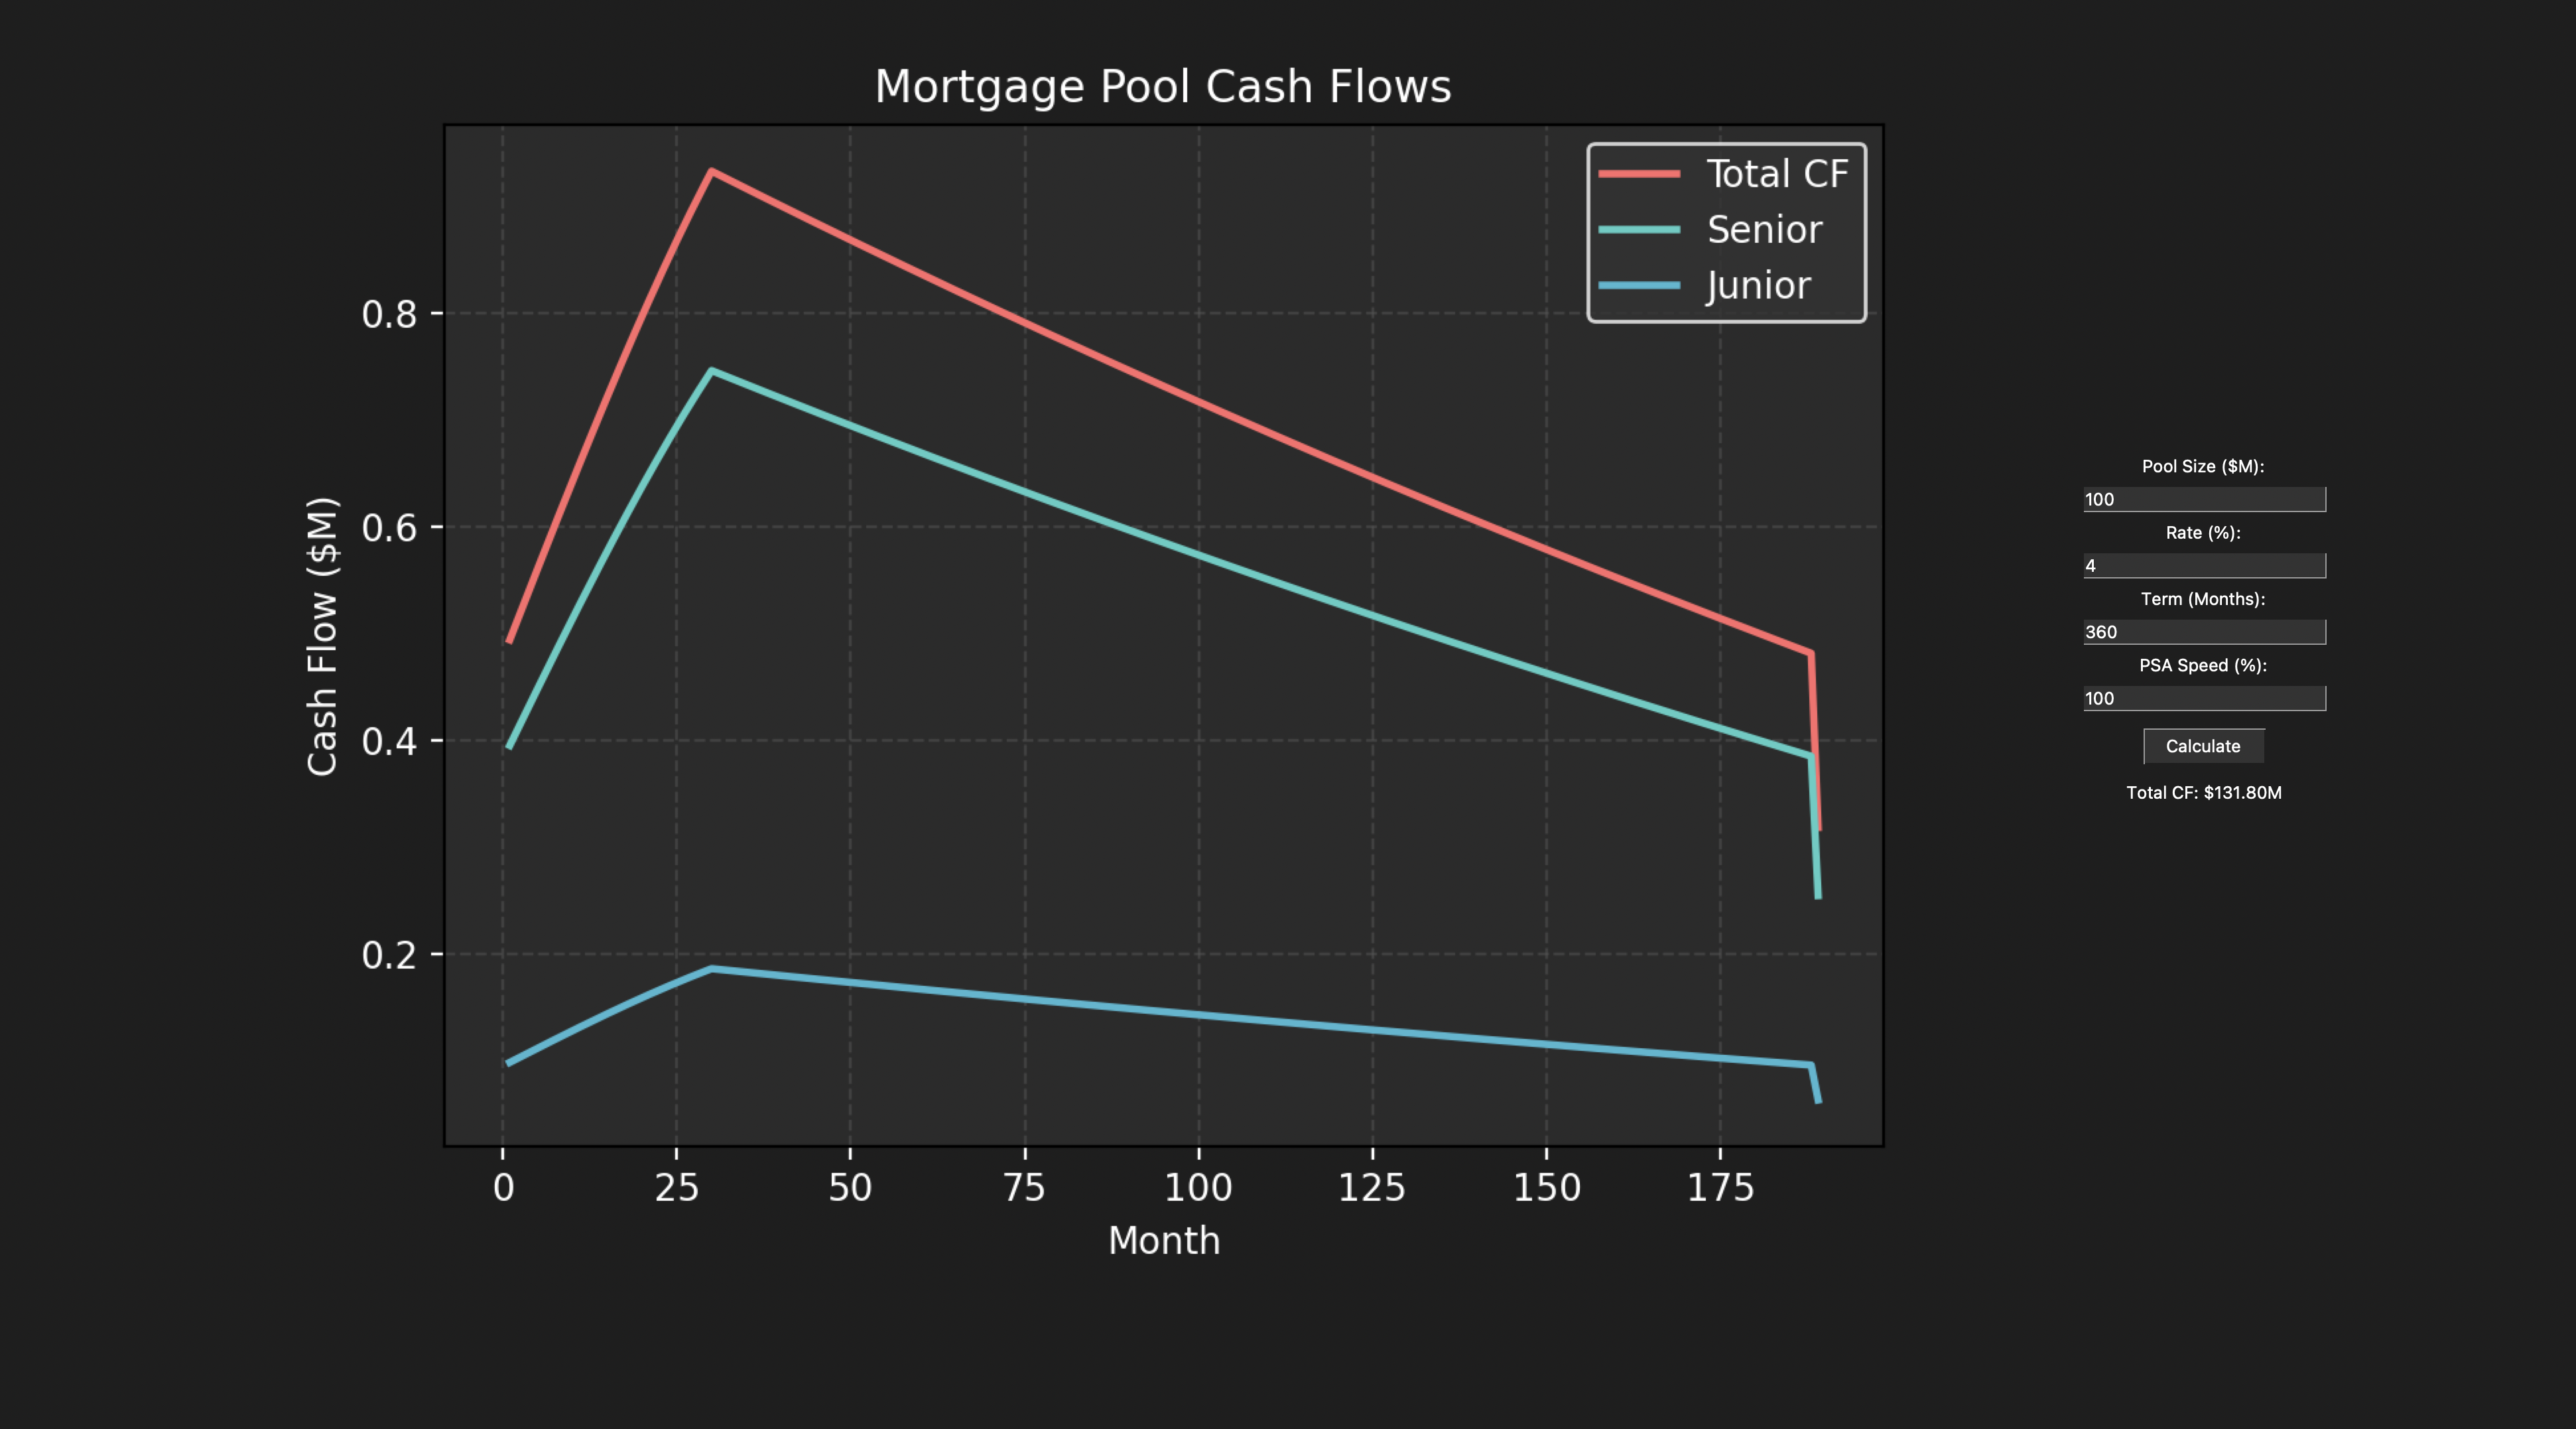 Mortgage Pool Cash Flows
Total CF
Senior
Junior
Cash Flow ($M)
0.8
0.6
0.4
0.2
0 25 50 75 100 125 150 175
Month
Pool Size ($M):
100
Rate (%):
4
Term (Months):
360
PSA Speed (%):
100
Calculate
Total CF: $131.80M